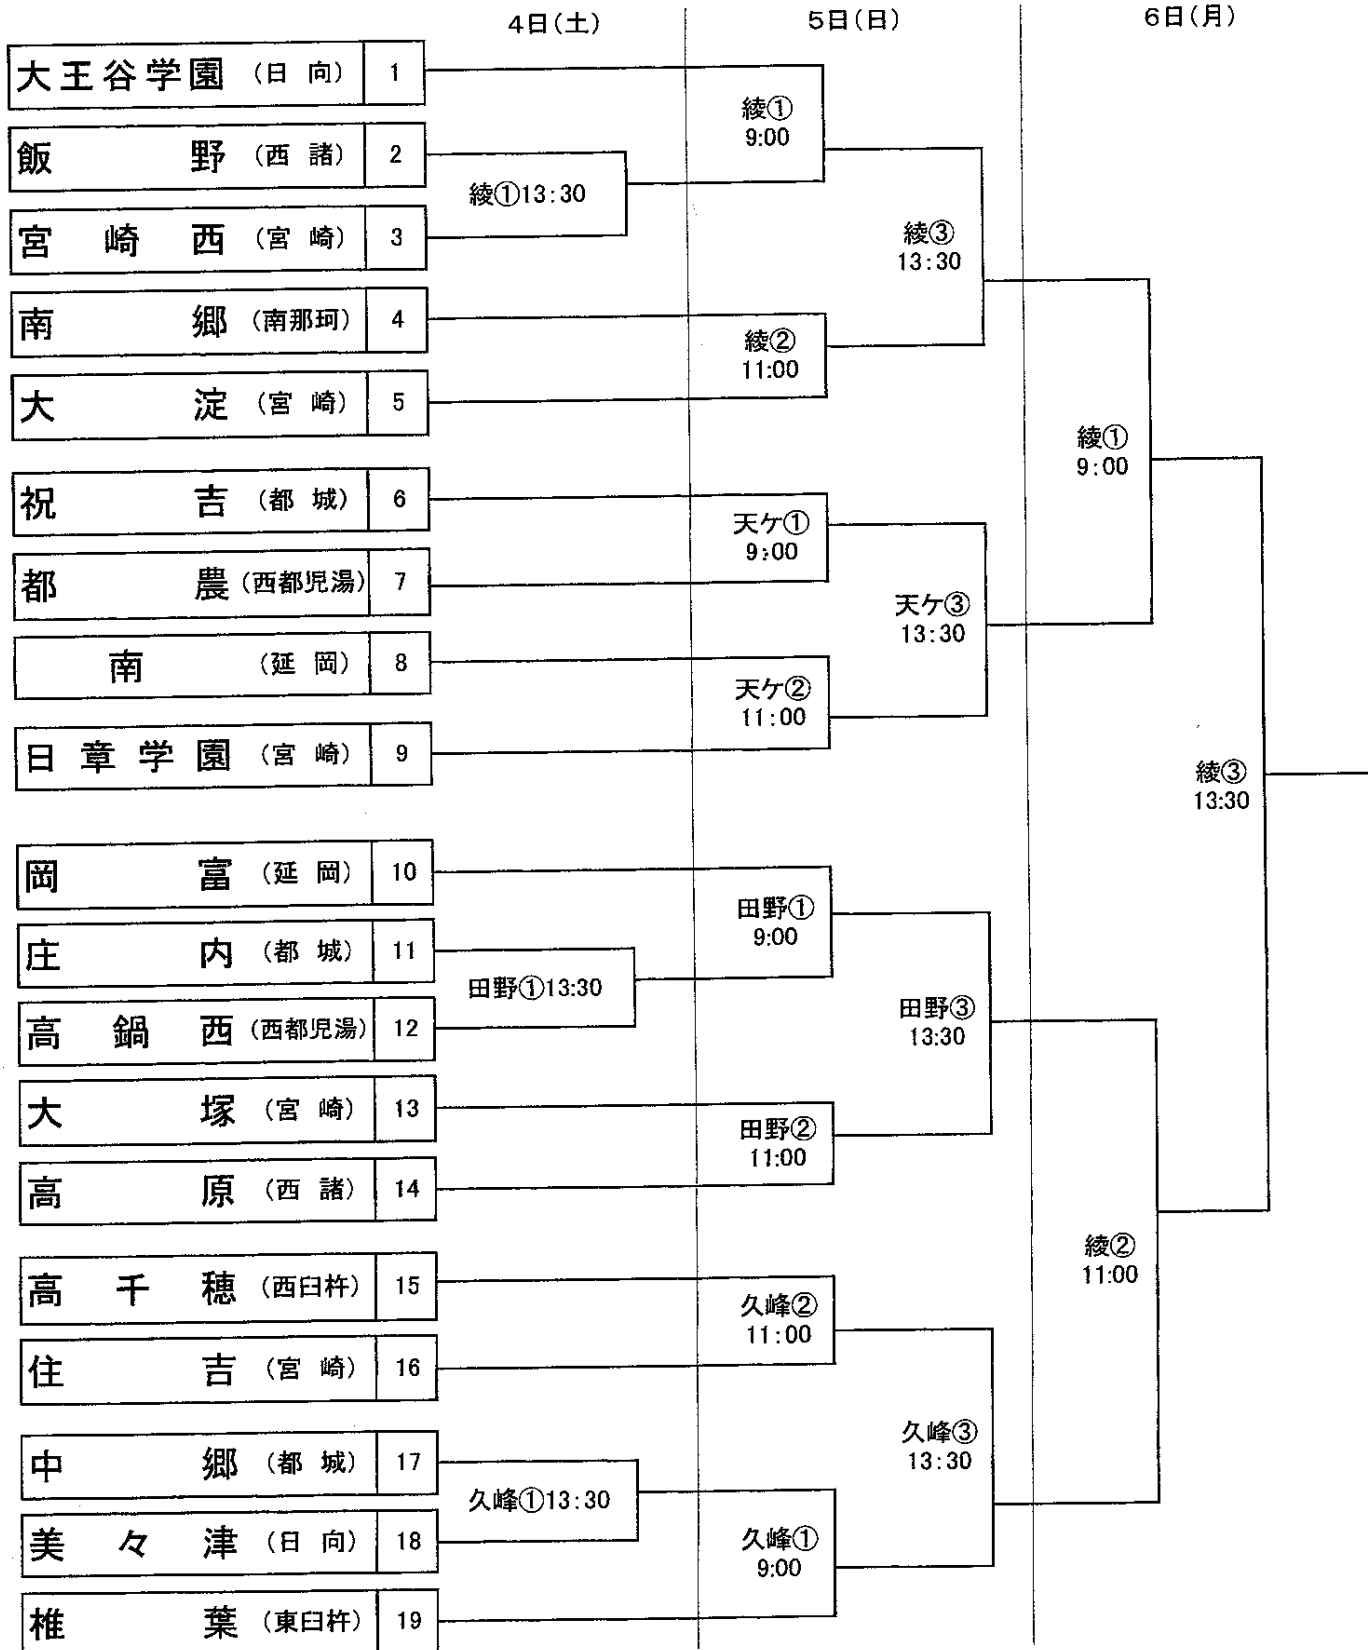 4日(土) 5日(日) 6日(月)
大王谷学園 (日向) 1
綾①
9:00
飯野 (西諸) 2
綾①13:30
宮崎西 (宮崎) 3
綾③
13:30
南郷 (南那珂) 4
綾②
11:00
大淀 (宮崎) 5
綾①
9:00
祝吉 (都城) 6
天ケ①
9:00
都農 (西都児湯) 7
天ケ③
13:30
南 (延岡) 8
天ケ②
11:00
日章学園 (宮崎) 9
綾③
13:30
岡富 (延岡) 10
田野①
9:00
庄内 (都城) 11
田野①13:30
高鍋西 (西都児湯) 12
田野③
13:30
大塚 (宮崎) 13
田野②
11:00
高原 (西諸) 14
綾②
11:00
高千穂 (西臼杵) 15
久峰②
11:00
住吉 (宮崎) 16
中郷 (都城) 17
久峰③
13:30
久峰①13:30
美々津 (日向) 18
久峰①
9:00
椎葉 (東臼杵) 19